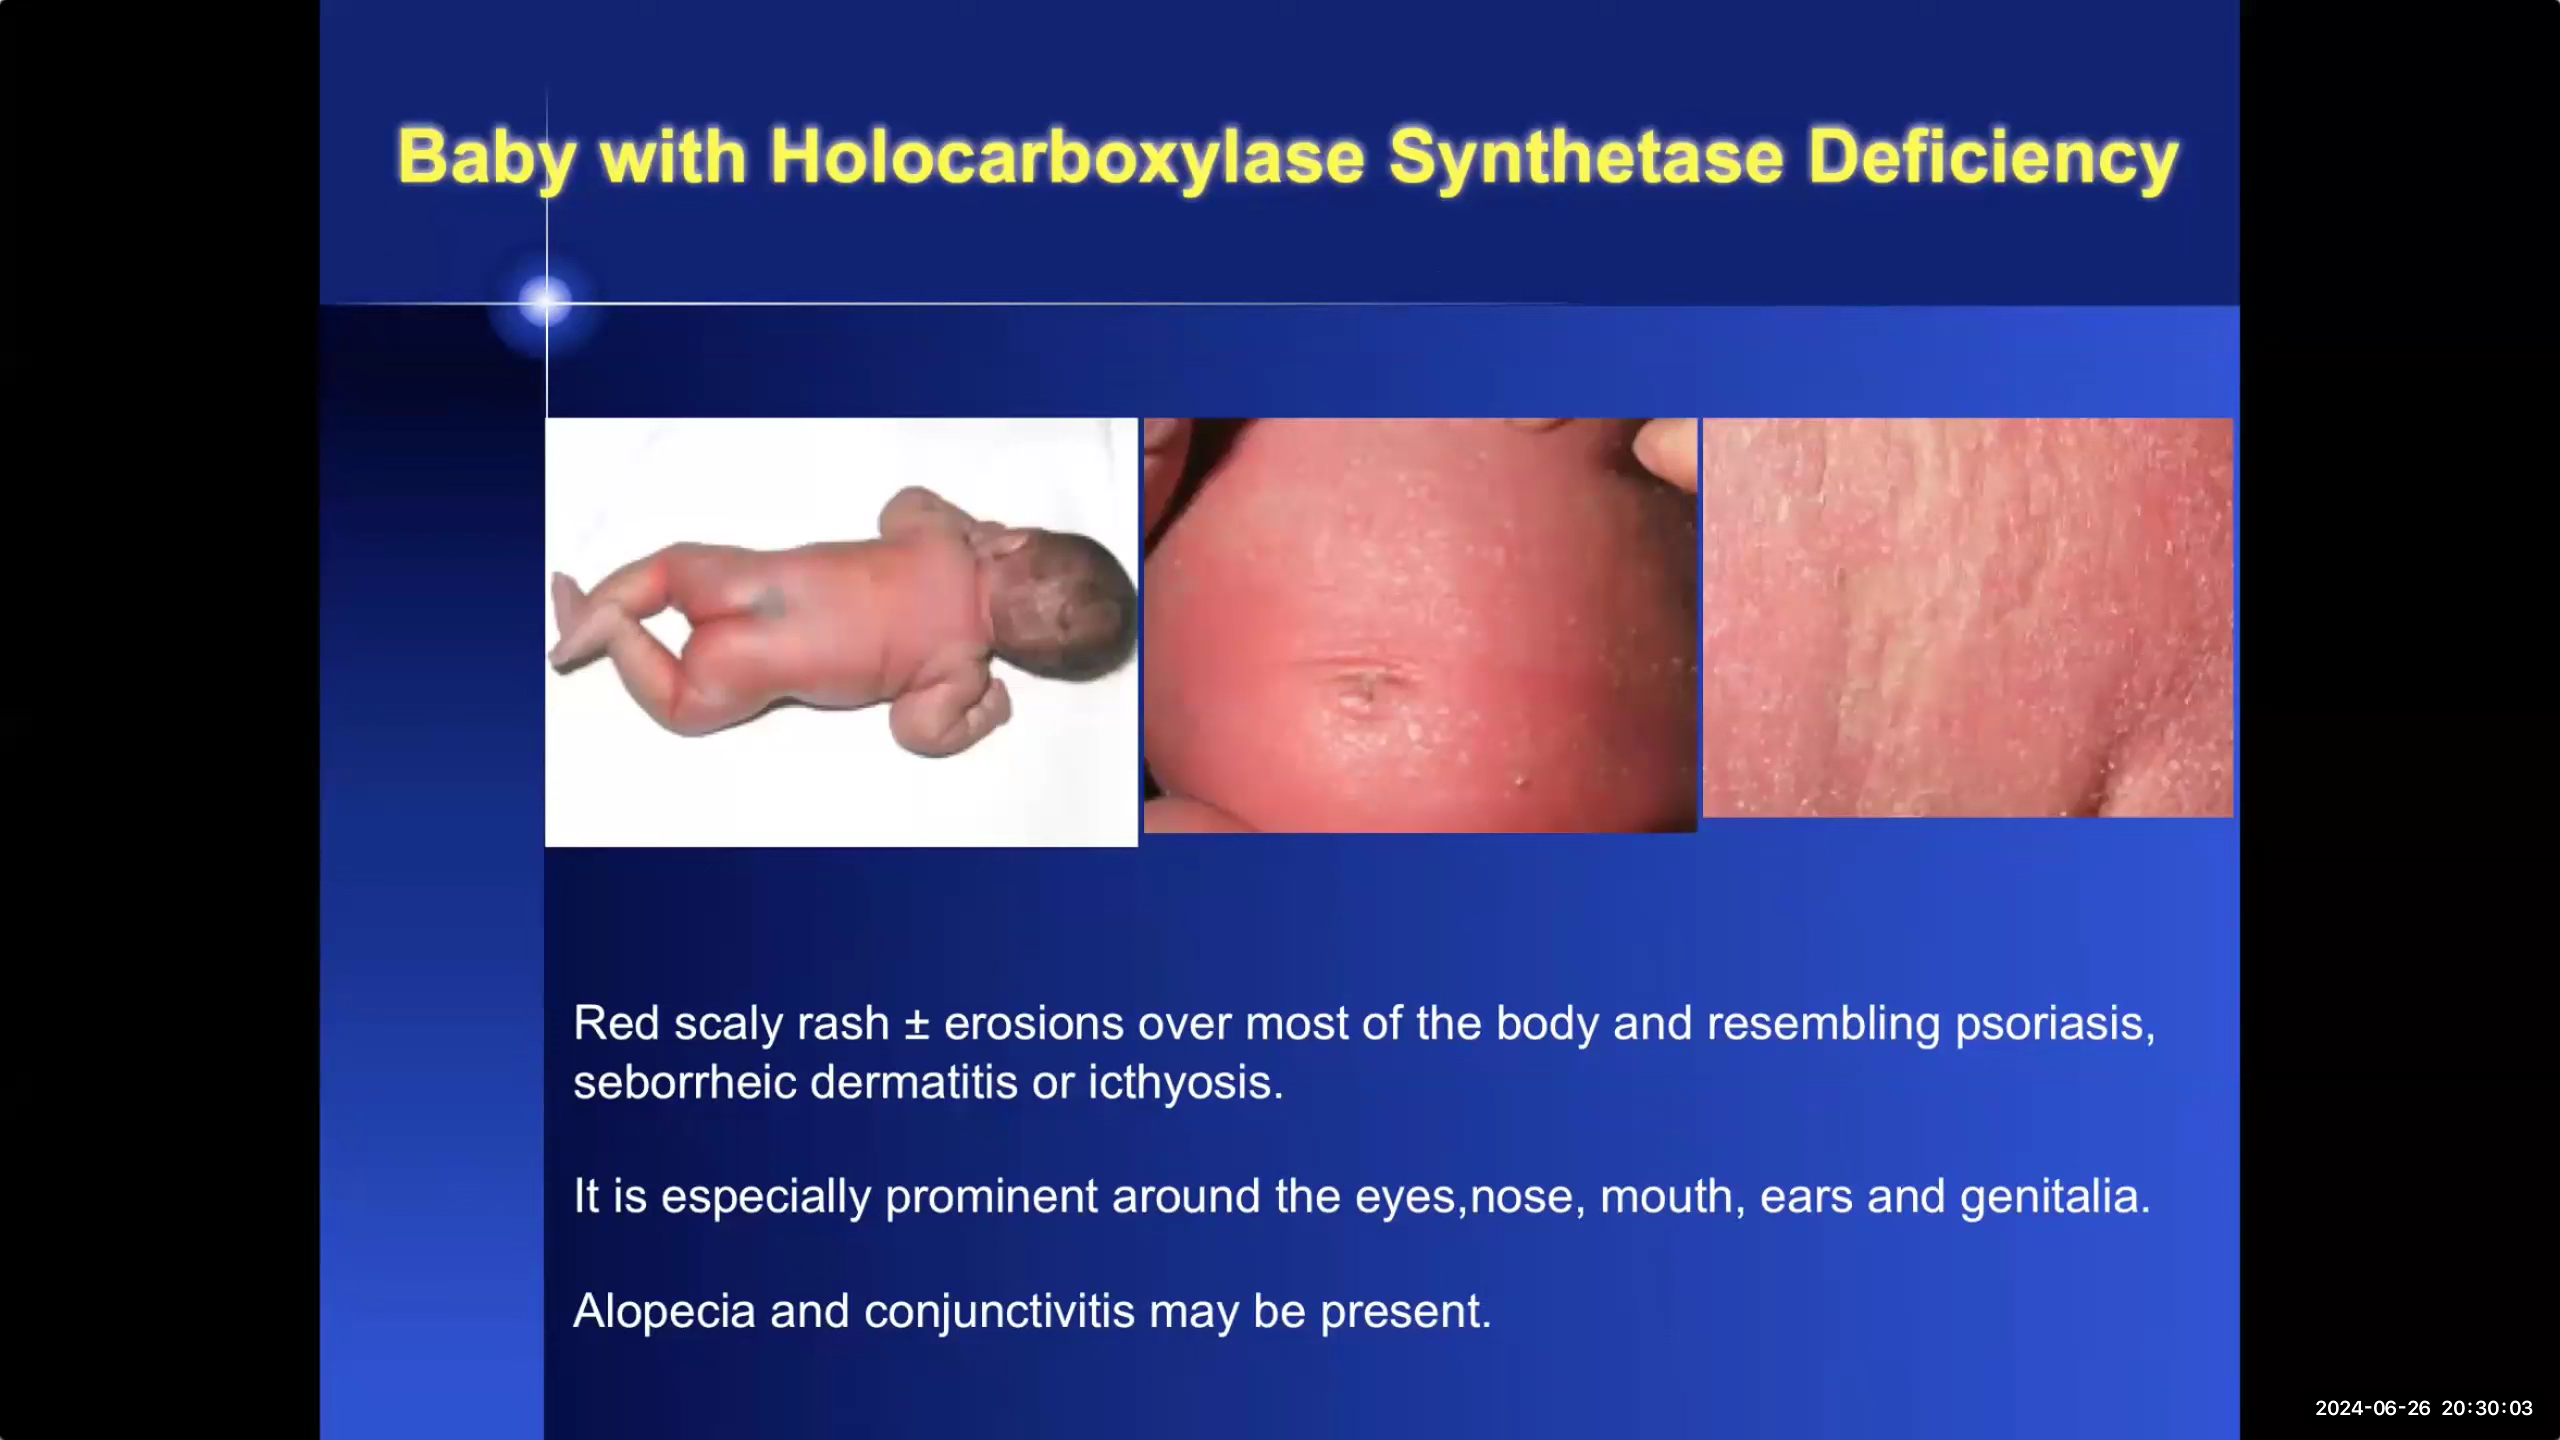 Baby with Holocarboxylase Synthetase Deficiency
Red scaly rash ± erosions over most of the body and resembling psoriasis,
seborrheic dermatitis or icthyosis.
It is especially prominent around the eyes,nose, mouth, ears and genitalia.
Alopecia and conjunctivitis may be present.
2024-06-26 20:30:03